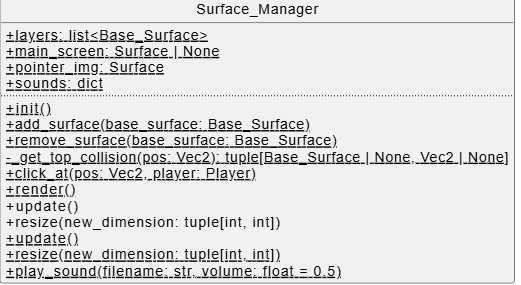 Surface_Manager
+layers: list<Base_Surface>
+main_screen: Surface | None
+pointer_img: Surface
+sounds: dict
+init()
+add_surface(base_surface: Base_Surface)
+remove_surface(base_surface: Base_Surface)
-_get_top_collision(pos: Vec2): tuple[Base_Surface | None, Vec2 | None]
+click_at(pos: Vec2, player: Player)
+render()
+update()
+resize(new_dimension: tuple[int, int])
+update()
+resize(new_dimension: tuple[int, int])
+play_sound(filename: str, volume: float = 0.5)